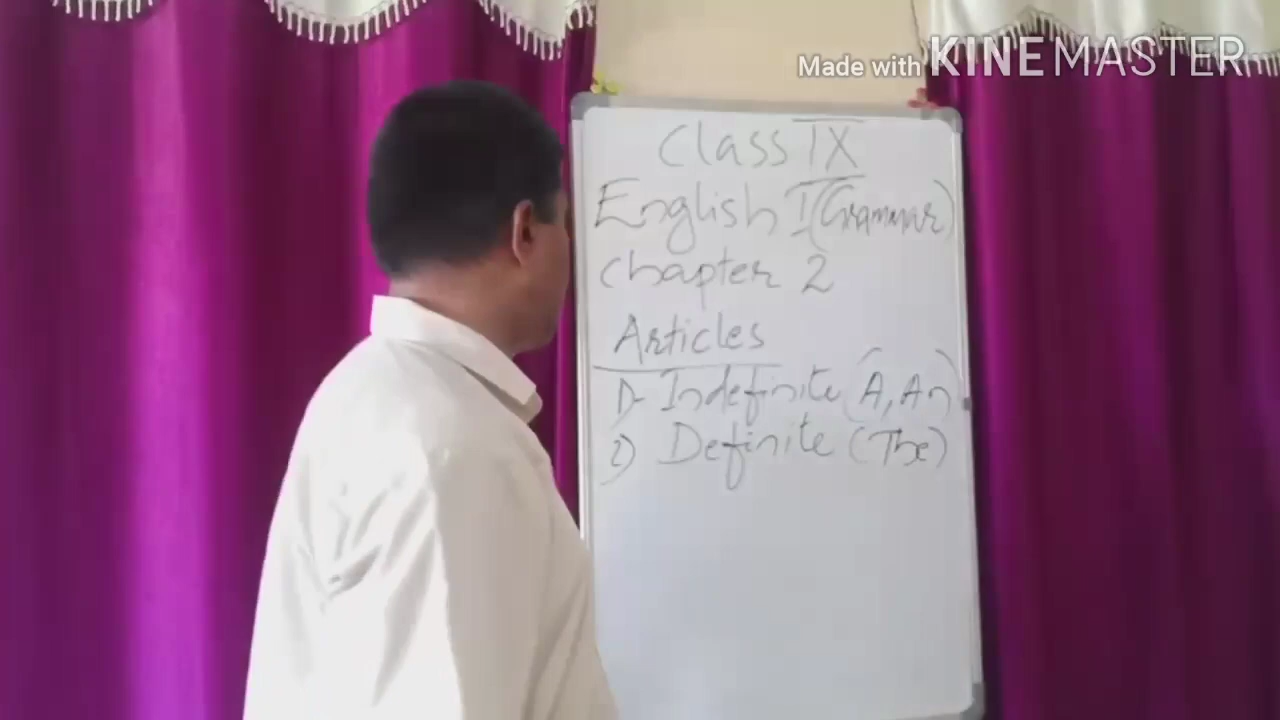 Made with KINEMASTER
Class IX
English I (Grammar)
Chapter 2
Articles
1) Indefinite (A, An)
2) Definite (The)